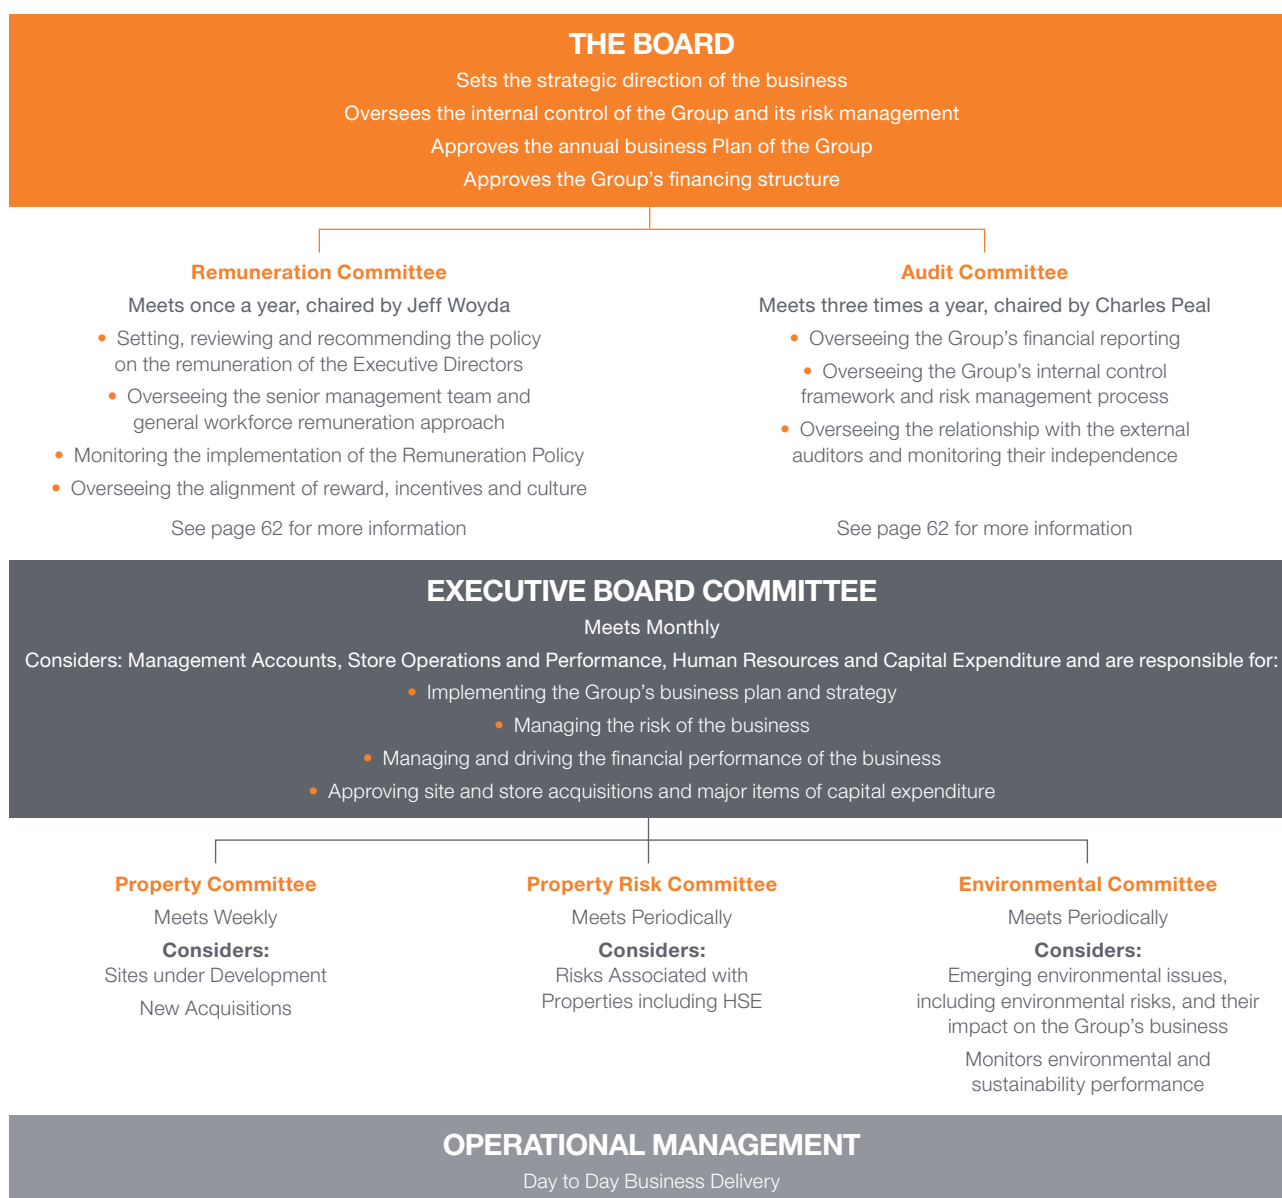 THE BOARD
Sets the strategic direction of the business
Oversees the internal control of the Group and its risk management
Approves the annual business Plan of the Group
Approves the Group's financing structure
Remuneration Committee
Meets once a year, chaired by Jeff Woyda
• Setting, reviewing and recommending the policy
on the remuneration of the Executive Directors
• Overseeing the senior management team and
general workforce remuneration approach
• Monitoring the implementation of the Remuneration Policy
• Overseeing the alignment of reward, incentives and culture
See page 62 for more information
Audit Committee
Meets three times a year, chaired by Charles Peal
• Overseeing the Group's financial reporting
• Overseeing the Group's internal control
framework and risk management process
• Overseeing the relationship with the external
auditors and monitoring their independence
See page 62 for more information
EXECUTIVE BOARD COMMITTEE
Meets Monthly
Considers: Management Accounts, Store Operations and Performance, Human Resources and Capital Expenditure and are responsible for:
• Implementing the Group's business plan and strategy
• Managing the risk of the business
• Managing and driving the financial performance of the business
• Approving site and store acquisitions and major items of capital expenditure
Property Committee
Meets Weekly
Considers:
Sites under Development
New Acquisitions
Property Risk Committee
Meets Periodically
Considers:
Risks Associated with
Properties including HSE
Environmental Committee
Meets Periodically
Considers:
Emerging environmental issues,
including environmental risks, and their
impact on the Group's business
Monitors environmental and
sustainability performance
OPERATIONAL MANAGEMENT
Day to Day Business Delivery